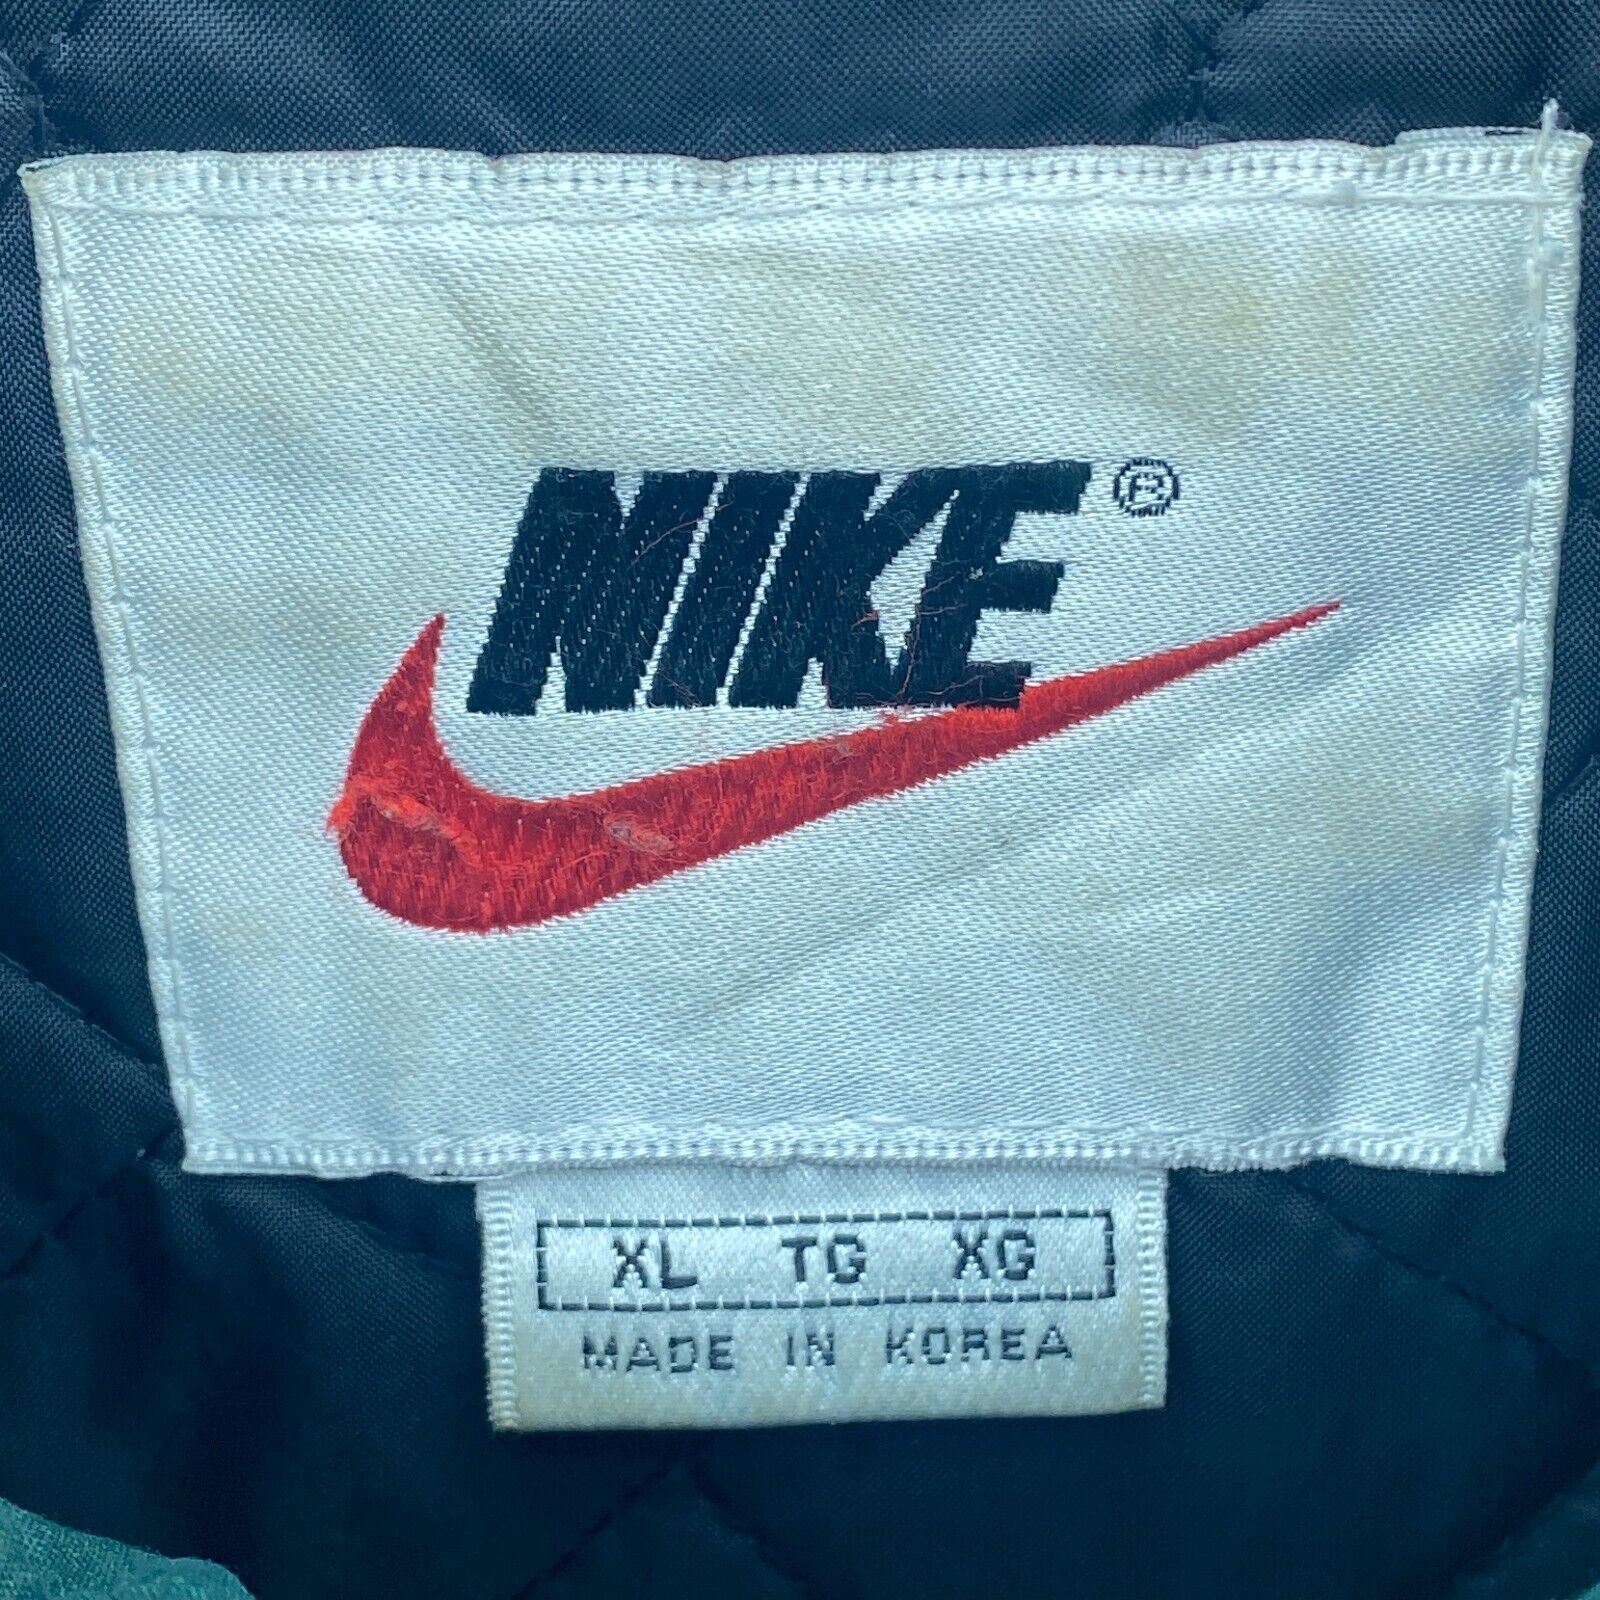 NIKE ®
XL TG XG
MADE IN KOREA